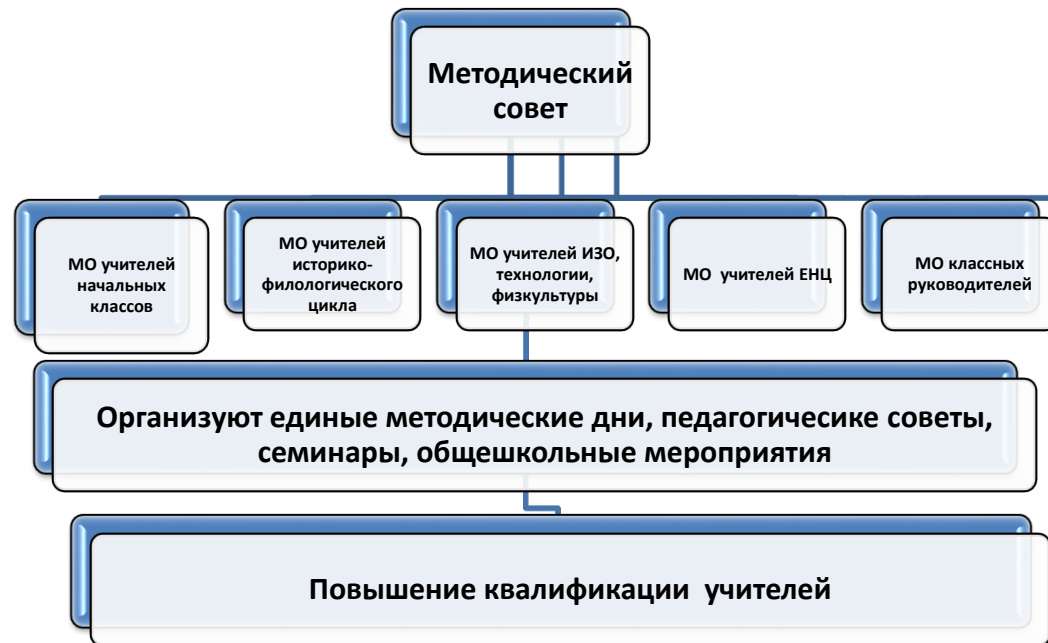 Методический
совет
МО учителей
начальных
классов
МО учителей
историко-
филологического
цикла
МО учителей ИЗО,
технологии,
физкультуры
МО учителей ЕНЦ
МО классных
руководителей
Организуют единые методические дни, педагогичесике советы,
семинары, общешкольные мероприятия
Повышение квалификации учителей